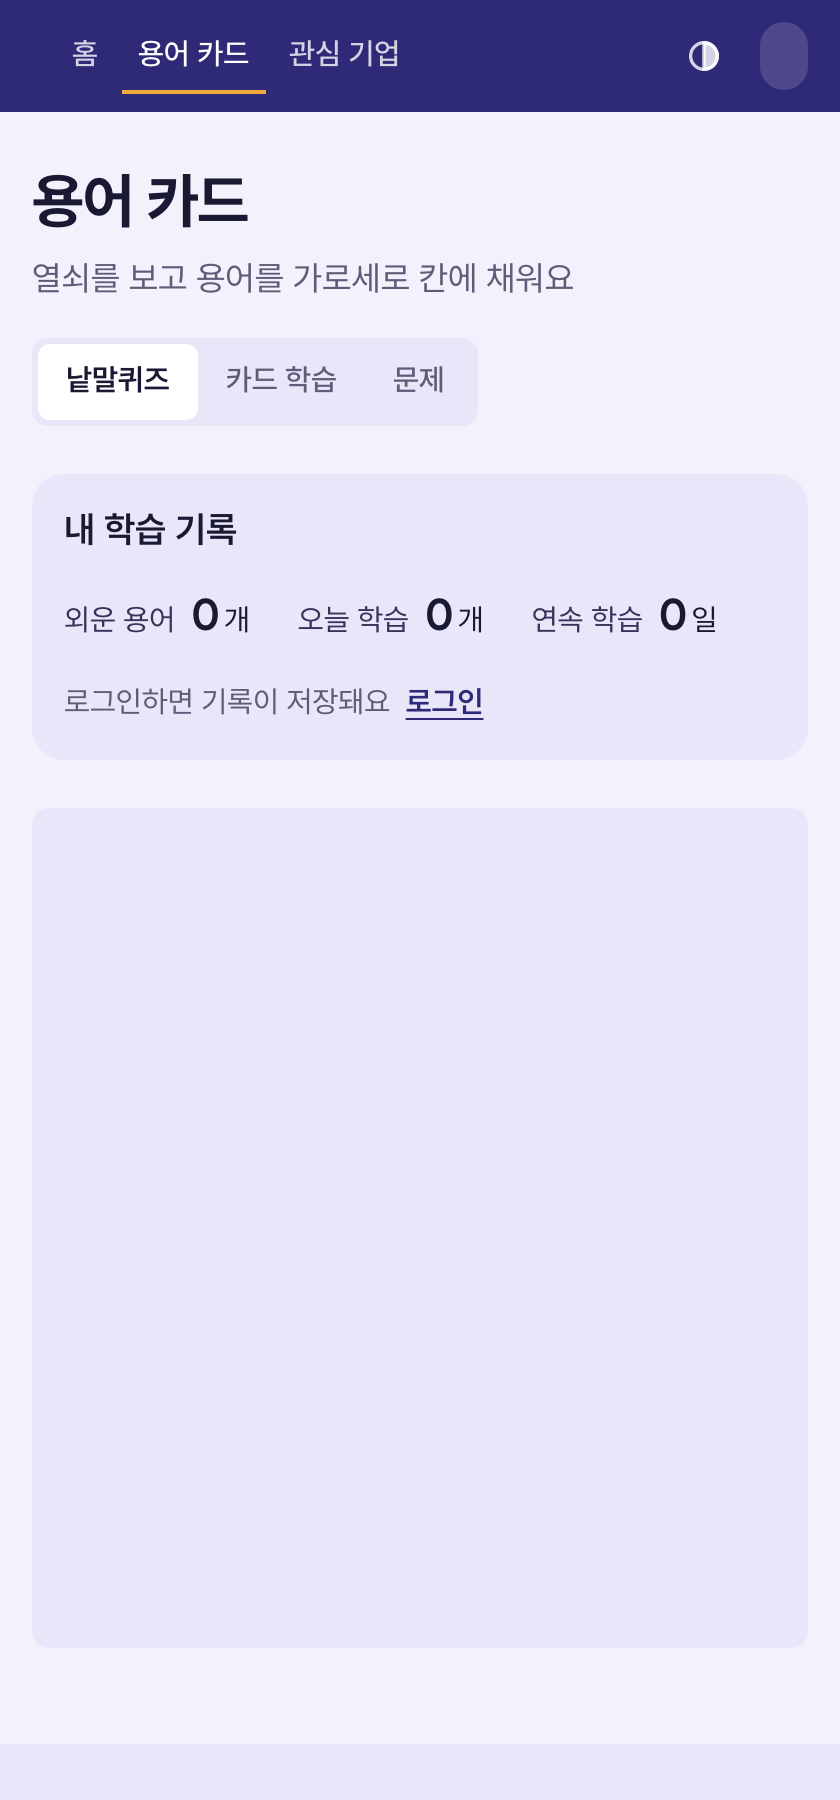 홈 용어 카드 관심 기업
용어 카드
열쇠를 보고 용어를 가로세로 칸에 채워요
낱말퀴즈 카드 학습 문제
내 학습 기록
외운 용어 0개 오늘 학습 0개 연속 학습 0일
로그인하면 기록이 저장돼요 로그인